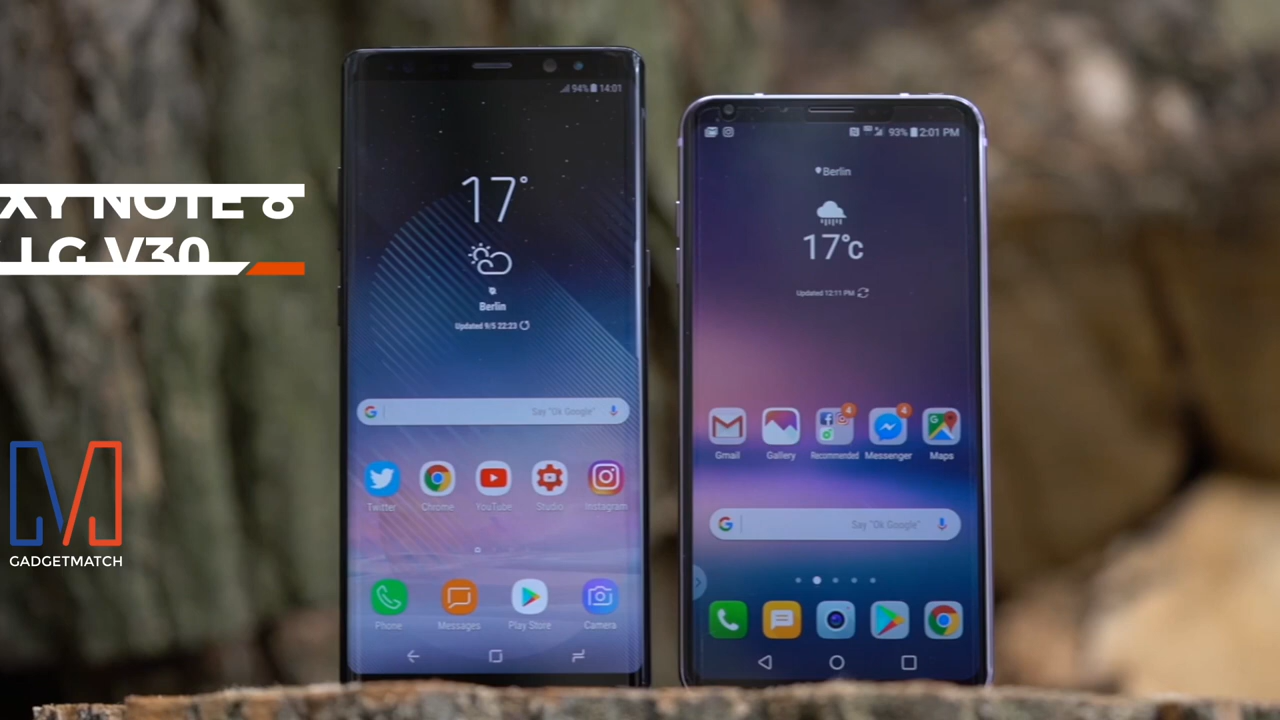 XY NOTE 8
LG V30
GADGETMATCH
94% 14:01
17°
Berlin
Updated 9/5 22:23
G Say "Ok Google"
Twitter Chrome YouTube Studio Instagram
Phone Messages Play Store Camera
93% 2:01 PM
Berlin
17°c
Updated 12:11 PM
4 4
Gmail Gallery Recommended Messenger Maps
G Say "Ok Google"